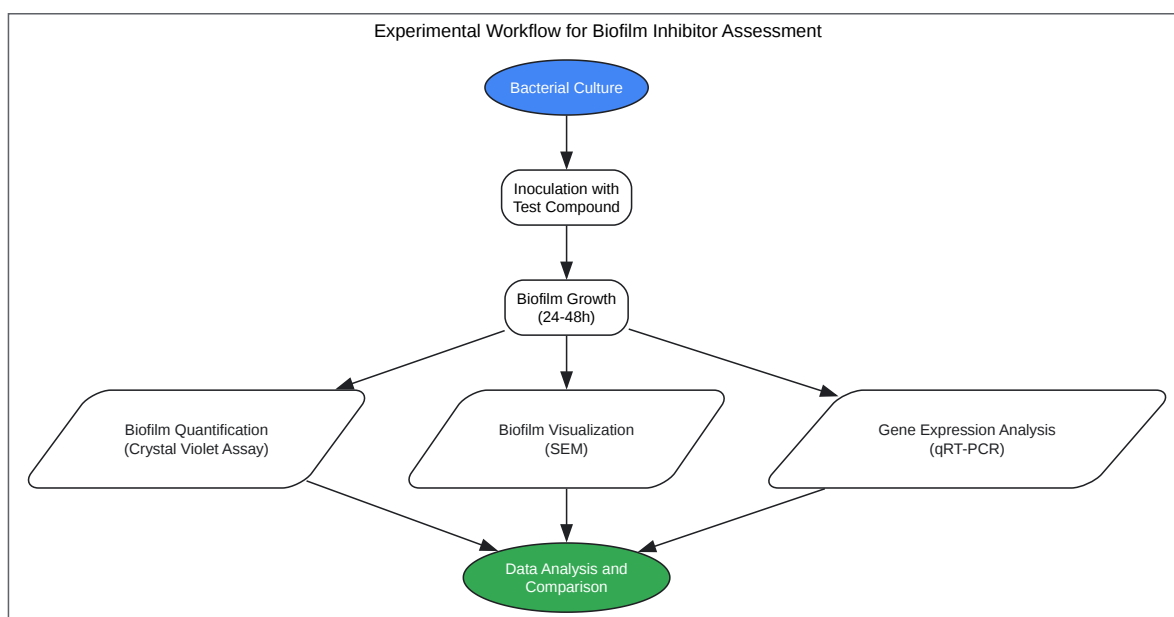 Experimental Workflow for Biofilm Inhibitor Assessment
Bacterial Culture
Inoculation with
Test Compound
Biofilm Growth
(24-48h)
Biofilm Quantification
(Crystal Violet Assay)
Biofilm Visualization
(SEM)
Gene Expression Analysis
(qRT-PCR)
Data Analysis and
Comparison